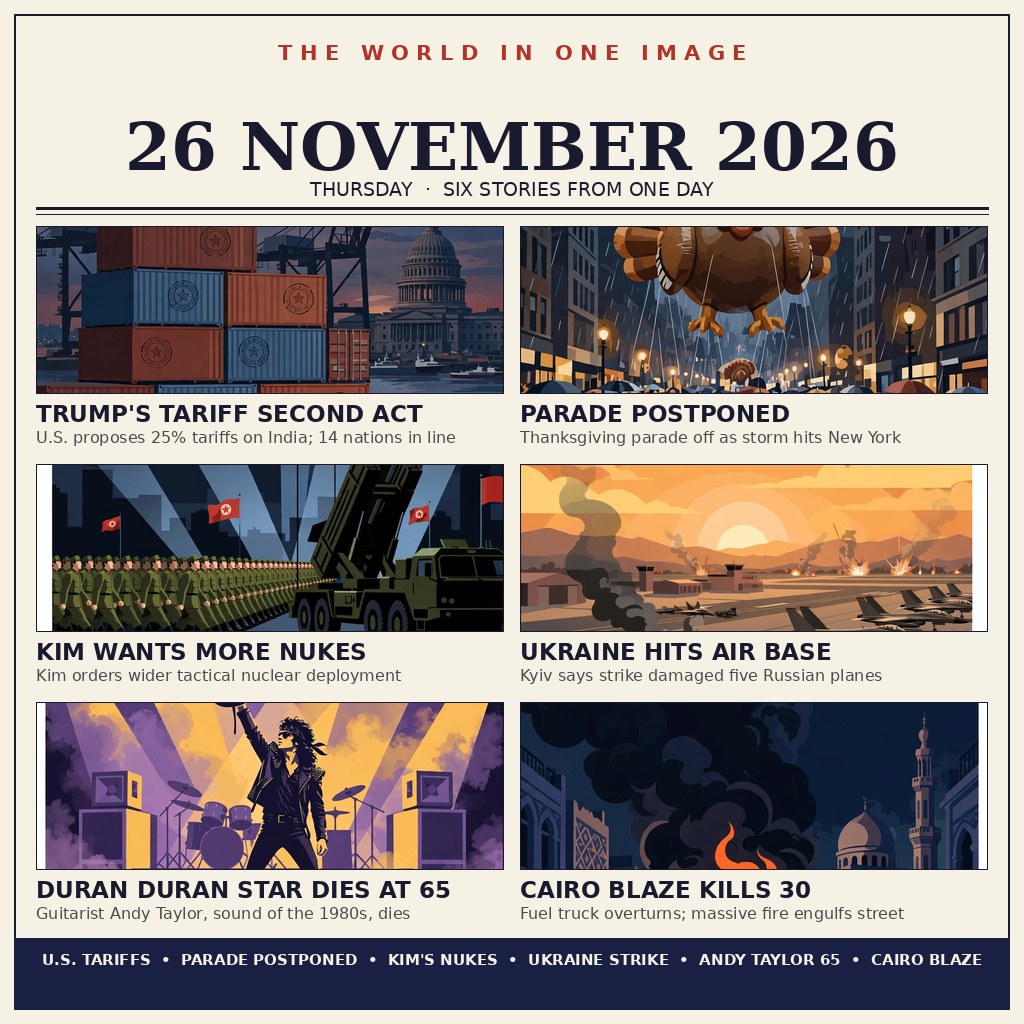 THE WORLD IN ONE IMAGE
26 NOVEMBER 2026
THURSDAY · SIX STORIES FROM ONE DAY
TRUMP'S TARIFF SECOND ACT
U.S. proposes 25% tariffs on India; 14 nations in line
PARADE POSTPONED
Thanksgiving parade off as storm hits New York
KIM WANTS MORE NUKES
Kim orders wider tactical nuclear deployment
UKRAINE HITS AIR BASE
Kyiv says strike damaged five Russian planes
DURAN DURAN STAR DIES AT 65
Guitarist Andy Taylor, sound of the 1980s, dies
CAIRO BLAZE KILLS 30
Fuel truck overturns; massive fire engulfs street
U.S. TARIFFS • PARADE POSTPONED • KIM'S NUKES • UKRAINE STRIKE • ANDY TAYLOR 65 • CAIRO BLAZE